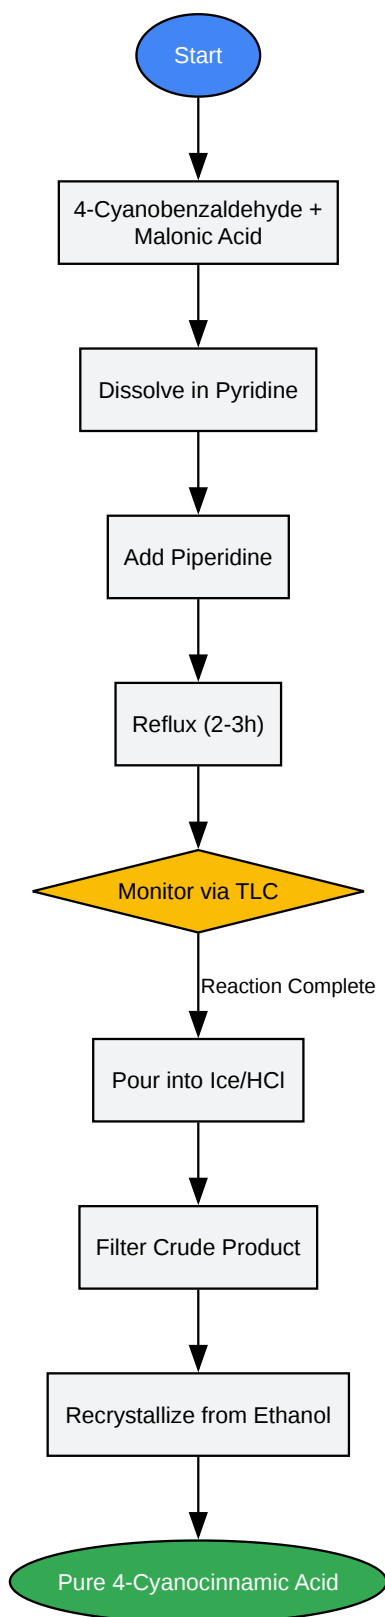 Start
4-Cyanobenzaldehyde +
Malonic Acid
Dissolve in Pyridine
Add Piperidine
Reflux (2-3h)
Monitor via TLC
Reaction Complete
Pour into Ice/HCl
Filter Crude Product
Recrystallize from Ethanol
Pure 4-Cyanocinnamic Acid